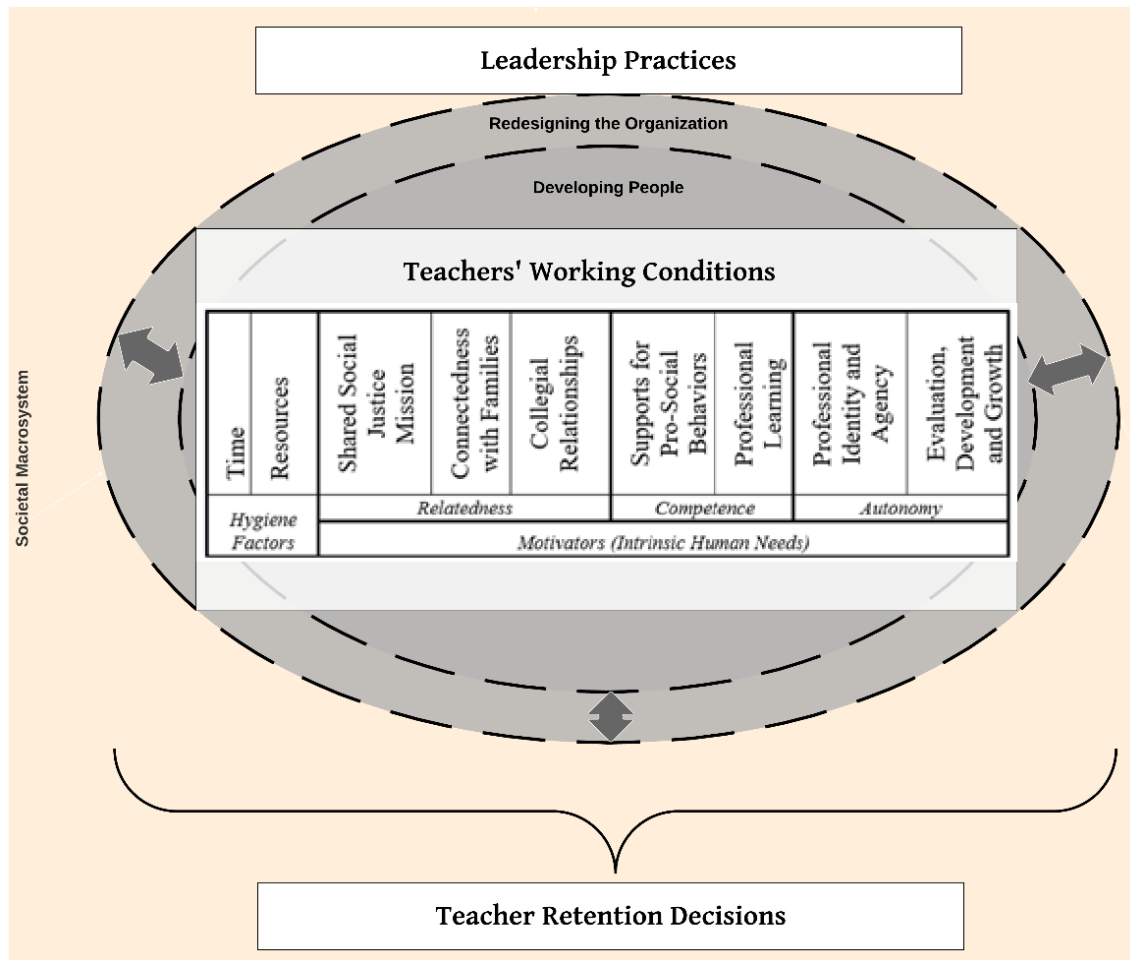 Leadership Practices
Redesigning the Organization
Developing People
Teachers' Working Conditions
Societal Macrosystem
Time
Resources
Shared Social
Justice
Mission
Connectedness
with Families
Collegial
Relationships
Supports for
Pro-Social
Behaviors
Professional
Learning
Professional
Identity and
Agency
Evaluation,
Development
and Growth
Hygiene
Factors
Relatedness
Competence
Autonomy
Motivators (Intrinsic Human Needs)
Teacher Retention Decisions